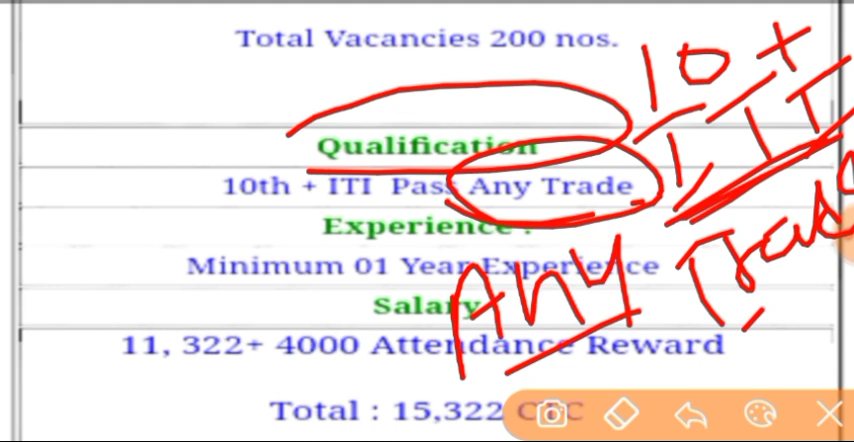 Total Vacancies 200 nos.
Qualification
10th + ITI Pass Any Trade
Experience :
Minimum 01 Year Experience
Salary
11, 322+ 4000 Attendance Reward
Total : 15,322 CTC
10 +
ITI
Any Trade